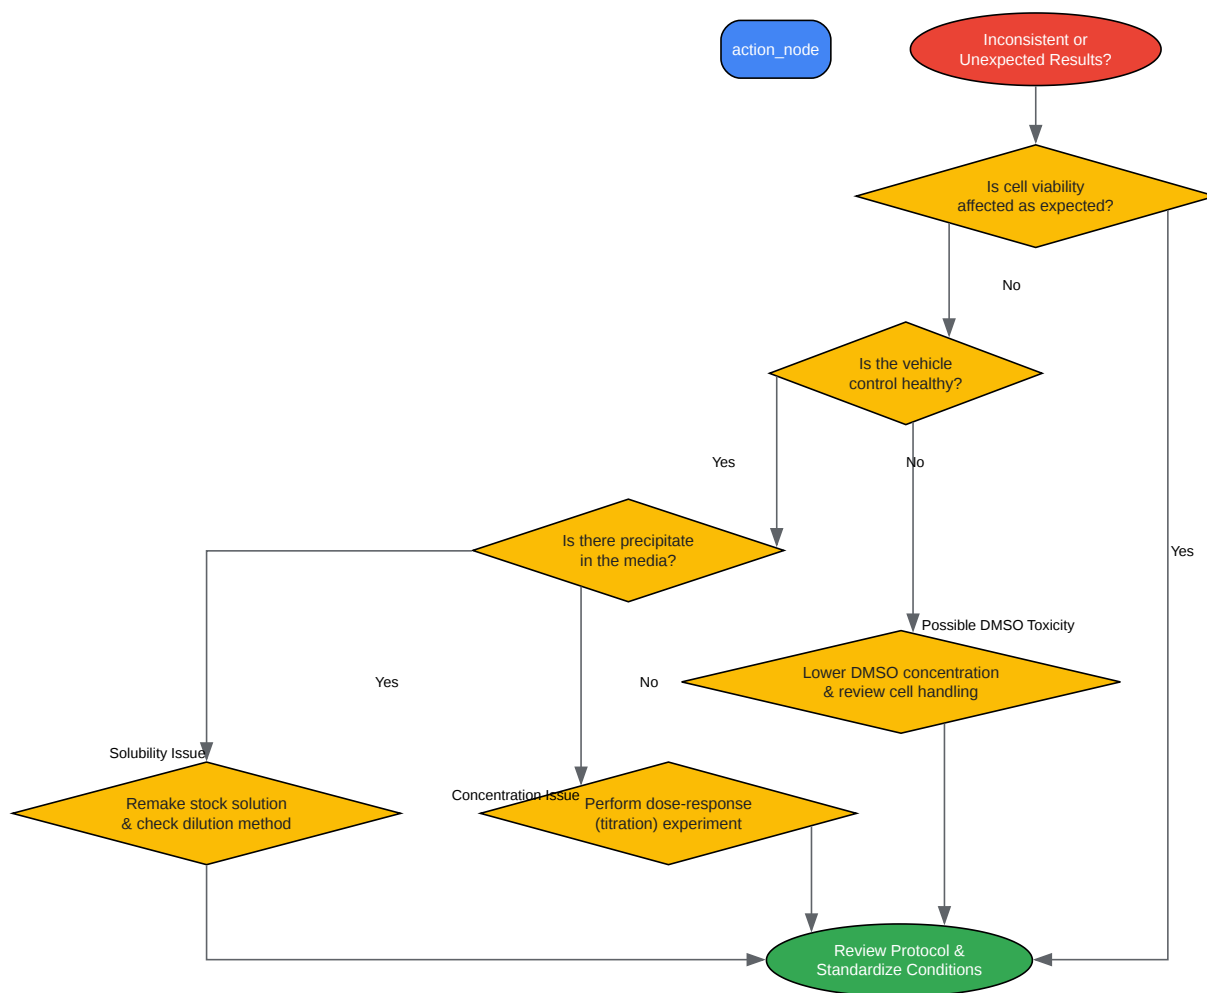 action_node
Inconsistent or
Unexpected Results?
Is cell viability
affected as expected?
No
Is the vehicle
control healthy?
Yes
No
Is there precipitate
in the media?
Yes
Possible DMSO Toxicity
Lower DMSO concentration
& review cell handling
Yes
No
Solubility Issue
Remake stock solution
& check dilution method
Concentration Issue
Perform dose-response
(titration) experiment
Review Protocol &
Standardize Conditions